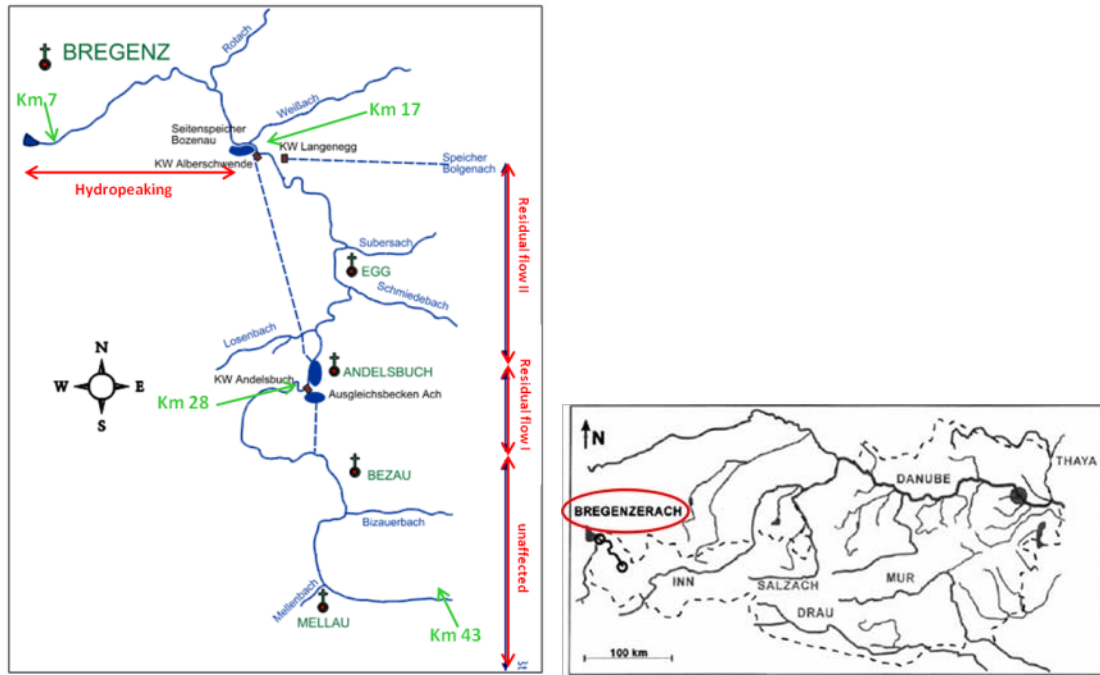 BREGENZ
Rotach
Km 7
Weißach
Km 17
Seitenspeicher
Bozenau
KW Langenegg
KW Alberschwende
Speicher
Bolgenach
Hydropeaking
Residual flow II
Subersach
EGG
Schmiedebach
Losenbach
N
W E
S
KW Andelsbuch
ANDELSBUCH
Ausgleichsbecken Ach
Residual flow I
Km 28
BEZAU
Bizauerbach
unaffected
Mellenbach
MELLAU
Km 43
N
THAYA
DANUBE
BREGENZERACH
INN
SALZACH
MUR
DRAU
100 km